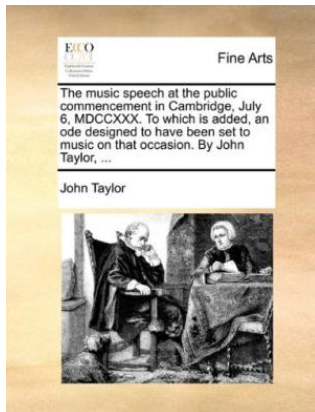 ECCO
Fine Arts
The music speech at the public
commencement in Cambridge, July
6, MDCCXXX. To which is added, an
ode designed to have been set to
music on that occasion. By John
Taylor, ...
John Taylor